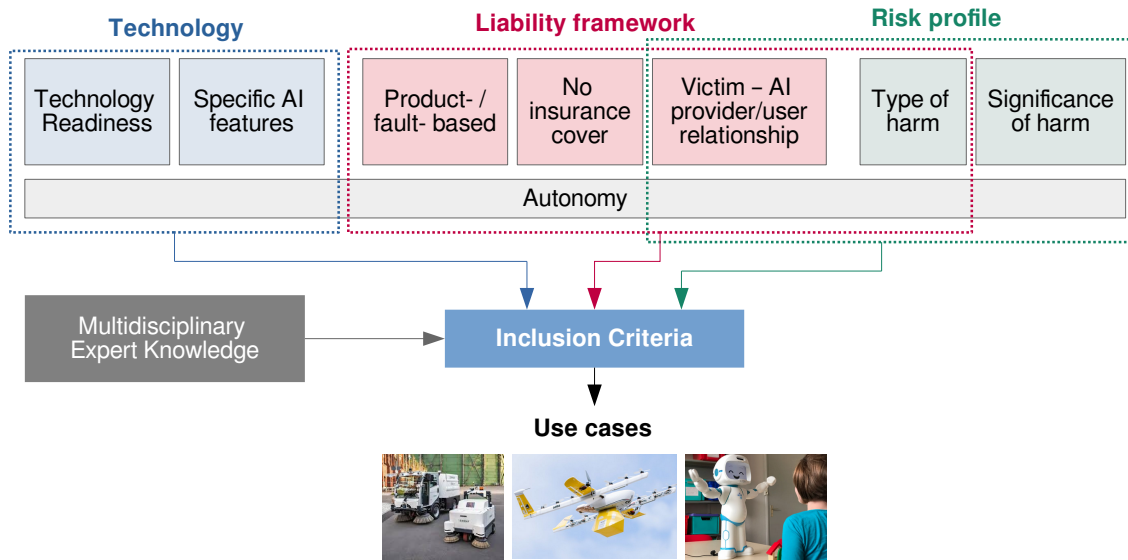 Technology
Liability framework
Risk profile
Technology
Readiness
Specific AI
features
Product- /
fault- based
No
insurance
cover
Victim – AI
provider/user
relationship
Type of
harm
Significance
of harm
Autonomy
Multidisciplinary
Expert Knowledge
Inclusion Criteria
Use cases